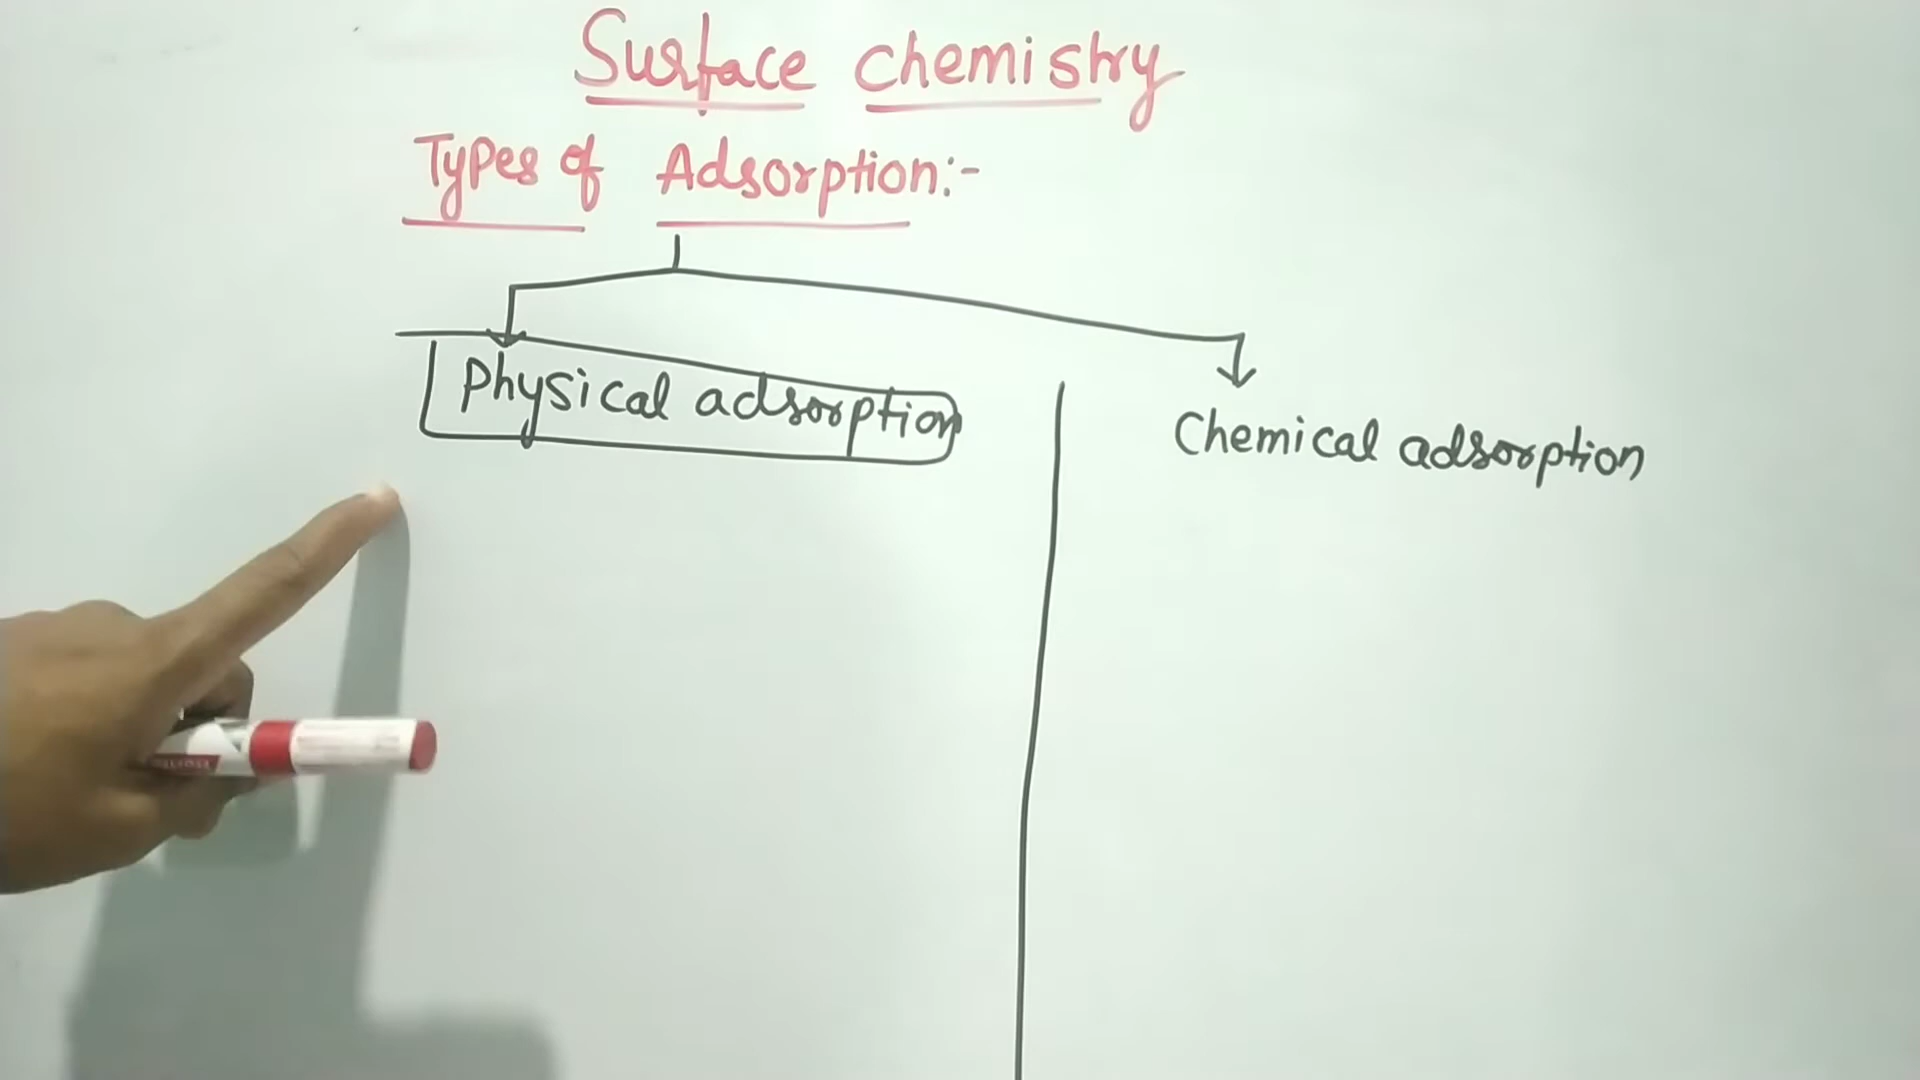 Surface chemistry
Types of Adsorption:-
Physical adsorption
Chemical adsorption